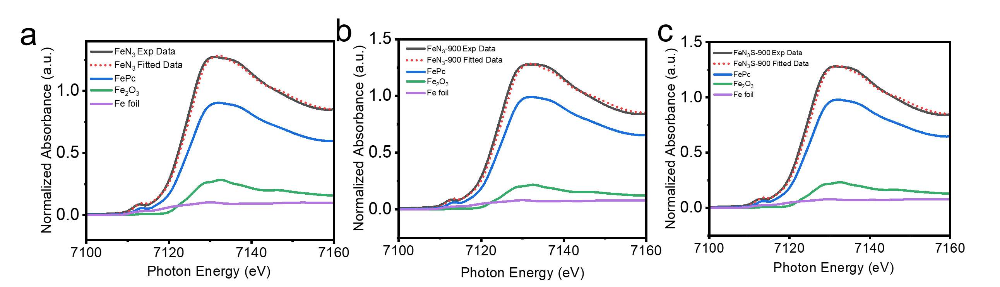 a
FeN₃ Exp Data
FeN₃ Fitted Data
FePc
Fe₂O₃
Fe foil
Normalized Absorbance (a.u.)
1.0
0.5
0.0
7100 7120 7140 7160
Photon Energy (eV)
b
FeN₃-900 Exp Data
FeN₃-900 Fitted Data
FePc
Fe₂O₃
Fe foil
Normalized Absorbance (a.u.)
1.5
1.0
0.5
0.0
7100 7120 7140 7160
Photon Energy (eV)
c
FeN₃S-900 Exp Data
FeN₃S-900 Fitted Data
FePc
Fe₂O₃
Fe foil
Normalized Absorbance (a.u.)
1.5
1.0
0.5
0.0
7100 7120 7140 7160
Photon Energy (eV)